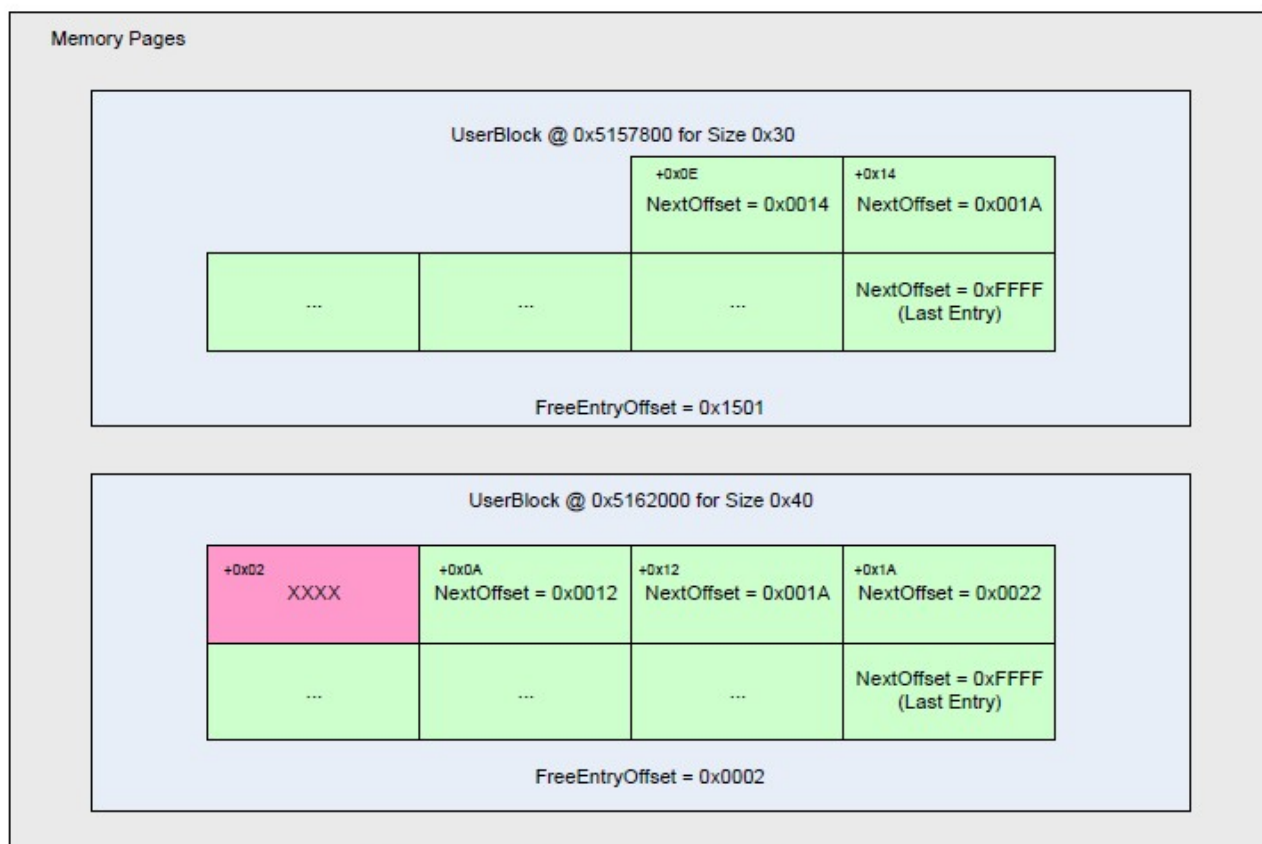 Memory Pages
UserBlock @ 0x5157800 for Size 0x30
+0x0E
+0x14
NextOffset = 0x0014
NextOffset = 0x001A
...
...
...
NextOffset = 0xFFFF
(Last Entry)
FreeEntryOffset = 0x1501
UserBlock @ 0x5162000 for Size 0x40
+0x02
XXXX
+0x0A
NextOffset = 0x0012
+0x12
NextOffset = 0x001A
+0x1A
NextOffset = 0x0022
...
...
...
NextOffset = 0xFFFF
(Last Entry)
FreeEntryOffset = 0x0002